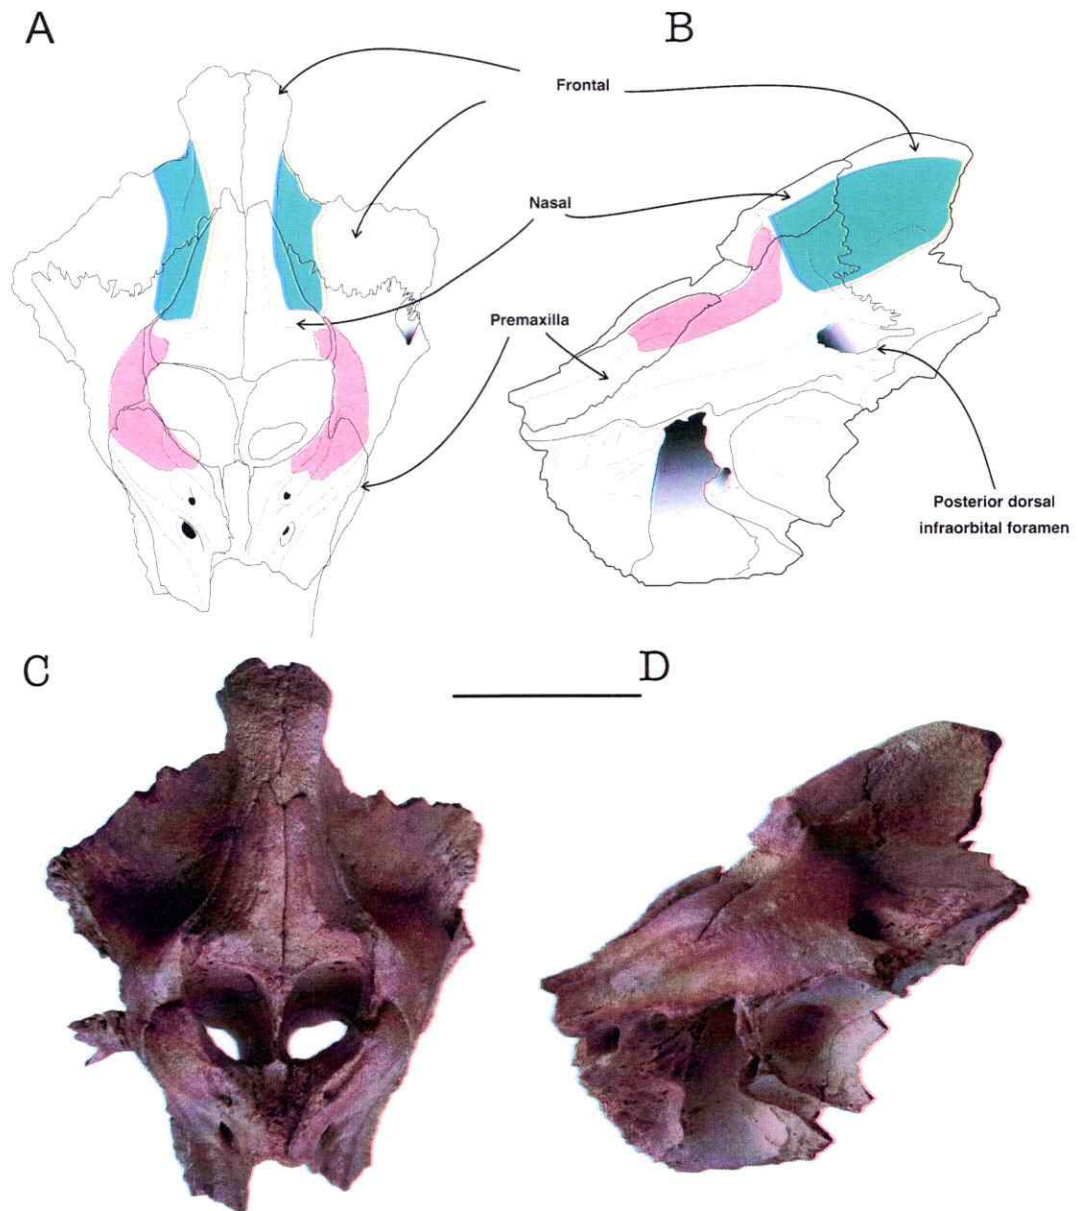 A
B
Frontal
Nasal
Premaxilla
Posterior dorsal
infraorbital foramen
C
D